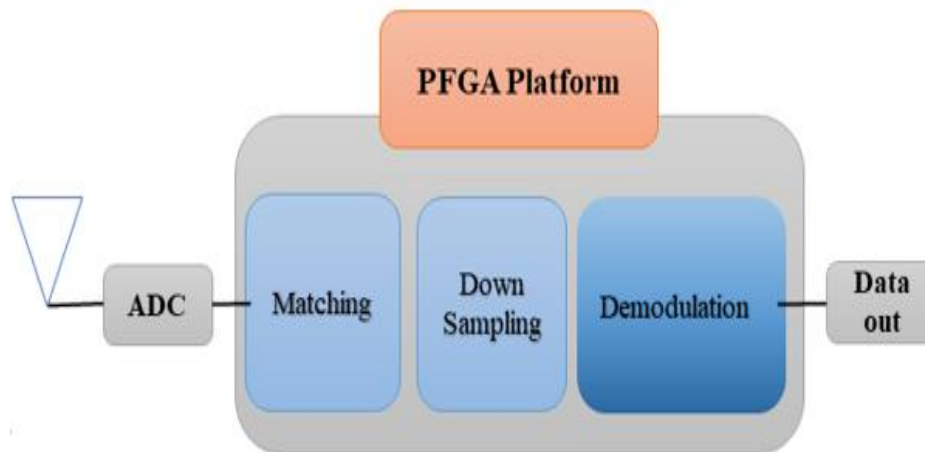 PFGA Platform
ADC
Matching
Down
Sampling
Demodulation
Data
out